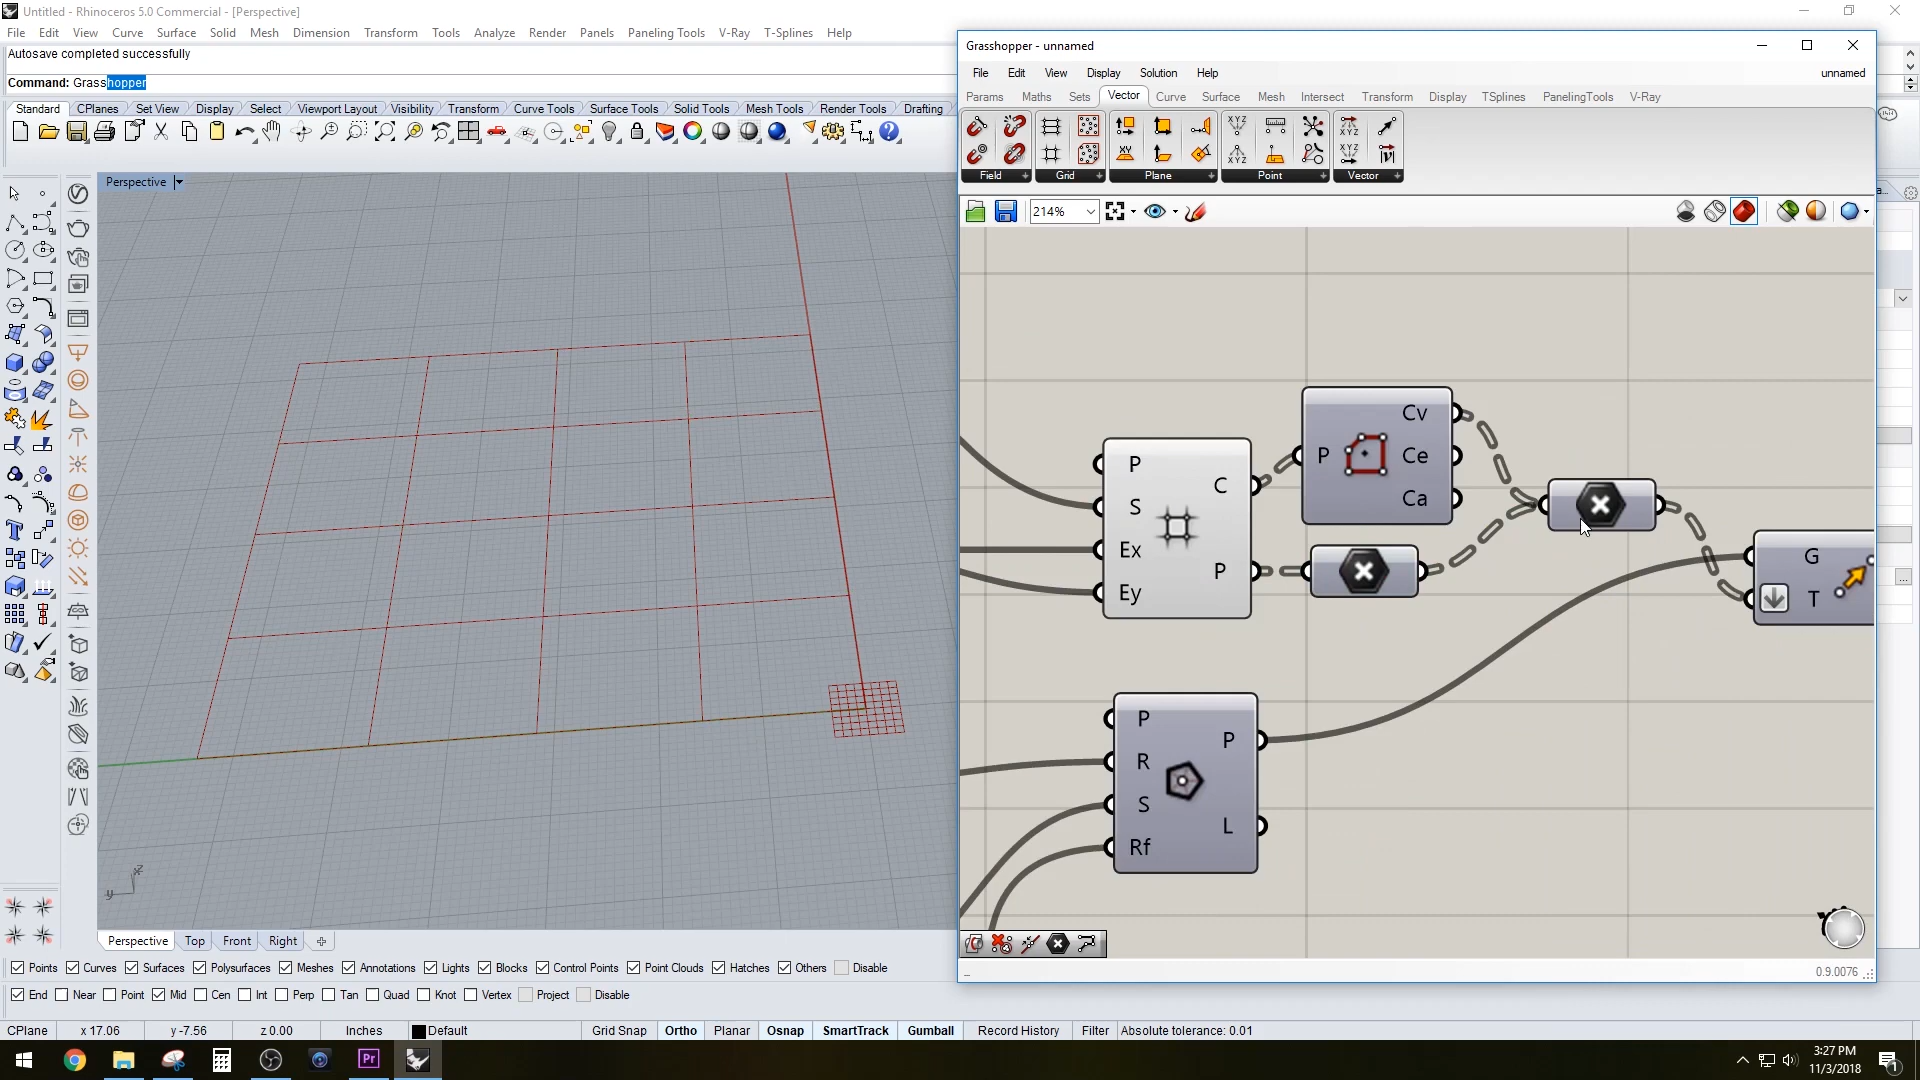 Untitled - Rhinoceros 5.0 Commercial - [Perspective]
File Edit View Curve Surface Solid Mesh Dimension Transform Tools Analyze Render Panels Paneling Tools V-Ray T-Splines Help
Autosave completed successfully
Command: Grasshopper
Standard CPlanes Set View Display Select Viewport Layout Visibility Transform Curve Tools Surface Tools Solid Tools Mesh Tools Render Tools Drafting
Perspective
Grasshopper - unnamed
File Edit View Display Solution Help unnamed
Params Maths Sets Vector Curve Surface Mesh Intersect Transform Display TSplines PanelingTools V-Ray
Field Grid Plane Point Vector
214%
P S Ex Ey C P
P Cv Ce Ca
G T
P R S Rf P L
0.9.0076
z
y
Perspective Top Front Right
Points Curves Surfaces Polysurfaces Meshes Annotations Lights Blocks Control Points Point Clouds Hatches Others Disable
End Near Point Mid Cen Int Perp Tan Quad Knot Vertex Project Disable
CPlane x 17.06 y -7.56 z 0.00 Inches Default Grid Snap Ortho Planar Osnap SmartTrack Gumball Record History Filter Absolute tolerance: 0.01
Pr
3:27 PM
11/3/2018
1